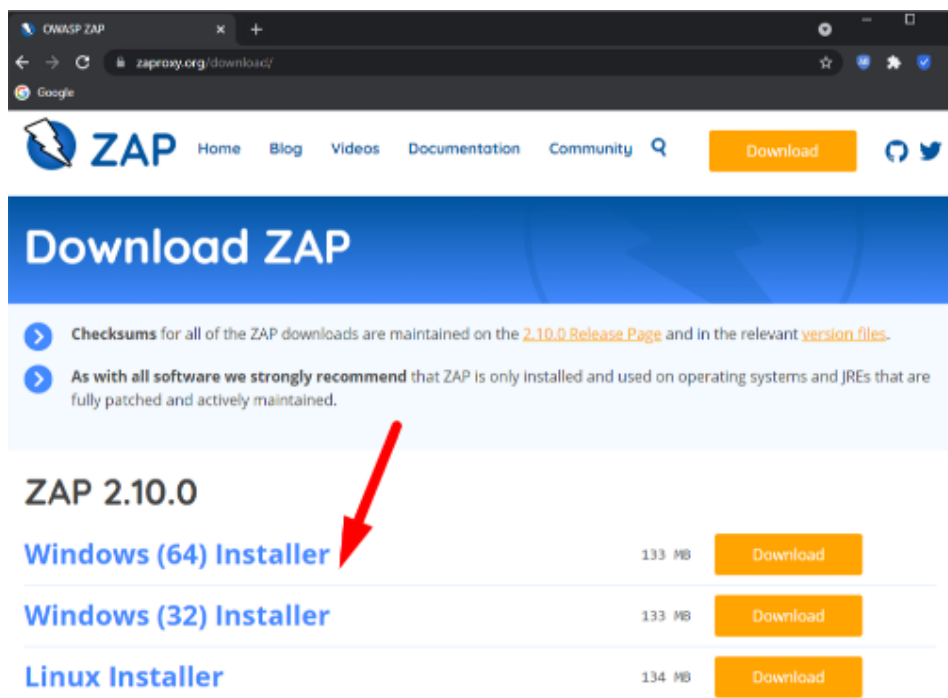 OWASP ZAP
zaproxy.org/download/
Google
ZAP Home Blog Videos Documentation Community Download
Download ZAP
Checksums for all of the ZAP downloads are maintained on the 2.10.0 Release Page and in the relevant version files.
As with all software we strongly recommend that ZAP is only installed and used on operating systems and JREs that are
fully patched and actively maintained.
ZAP 2.10.0
Windows (64) Installer 133 MB Download
Windows (32) Installer 133 MB Download
Linux Installer 134 MB Download